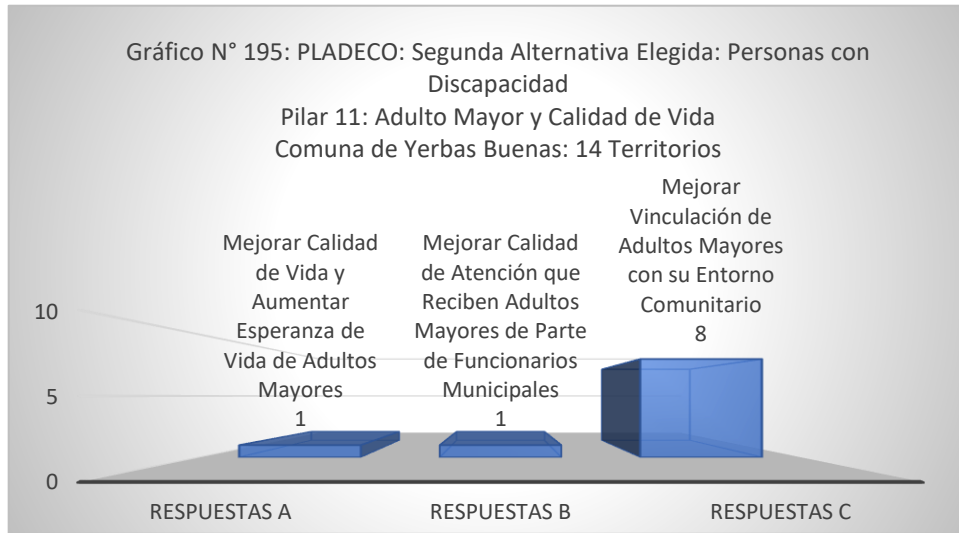 Gráfico N° 195: PLADECO: Segunda Alternativa Elegida: Personas con
Discapacidad
Pilar 11: Adulto Mayor y Calidad de Vida
Comuna de Yerbas Buenas: 14 Territorios
Mejorar Calidad
de Vida y
Aumentar
Esperanza de
Vida de Adultos
Mayores
1
Mejorar Calidad
de Atención que
Reciben Adultos
Mayores de Parte
de Funcionarios
Municipales
1
Mejorar
Vinculación de
Adultos Mayores
con su Entorno
Comunitario
8
10
5
0
RESPUESTAS A
RESPUESTAS B
RESPUESTAS C